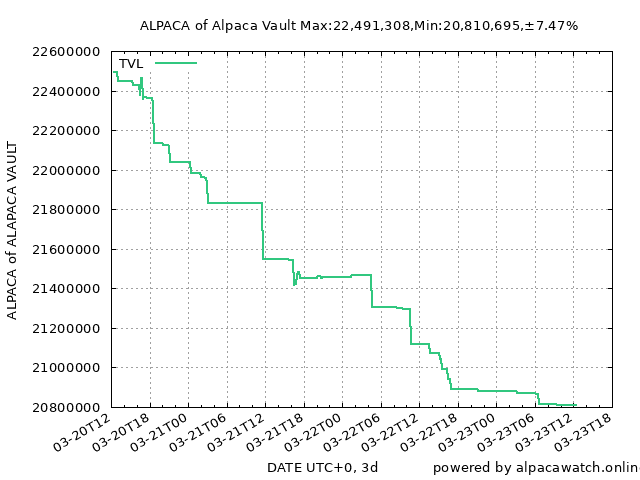 ALPACA of Alpaca Vault Max:22,491,308,Min:20,810,695,±7.47%
22600000
22400000
22200000
22000000
21800000
21600000
21400000
21200000
21000000
20800000
TVL
ALPACA of ALAPACA VAULT
03-20T12
03-20T18
03-21T00
03-21T06
03-21T12
03-21T18
03-22T00
03-22T06
03-22T12
03-22T18
03-23T00
03-23T06
03-23T12
03-23T18
DATE UTC+0, 3d
powered by alpacawatch.onlin